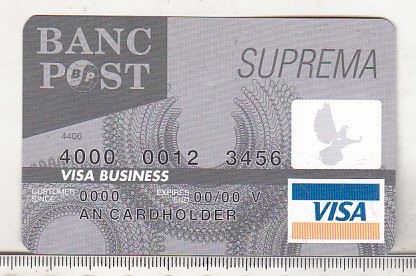 BANC
POST
BP
SUPREMA
4406
4000 0012 3456
VISA BUSINESS
CUSTOMER SINCE 0000 EXPIRES END 00/00 V
AN CARDHOLDER
VISA